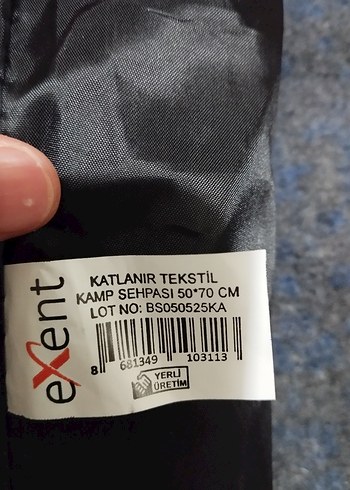 exent
KATLANIR TEKSTİL
KAMP SEHPASI 50*70 CM
LOT NO: BS050525KA
8 681349 103113
YERLİ
ÜRETİM